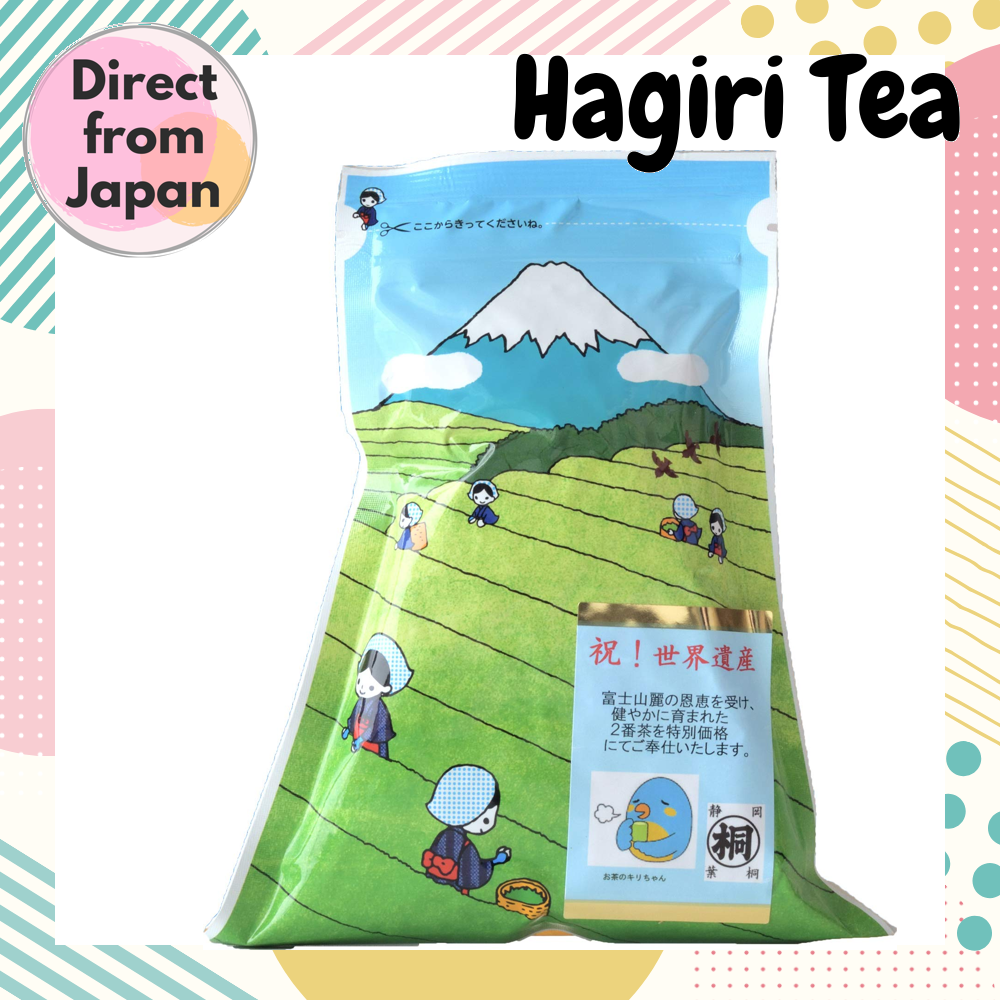 Direct
from
Japan
Hagiri Tea
ここからきってくださいね。
祝！世界遺産
富士山麗の恩恵を受け、
健やかに育まれた
2番茶を特別価格
にてご奉仕いたします。
静 岡
桐
葉 桐
お茶のキリちゃん